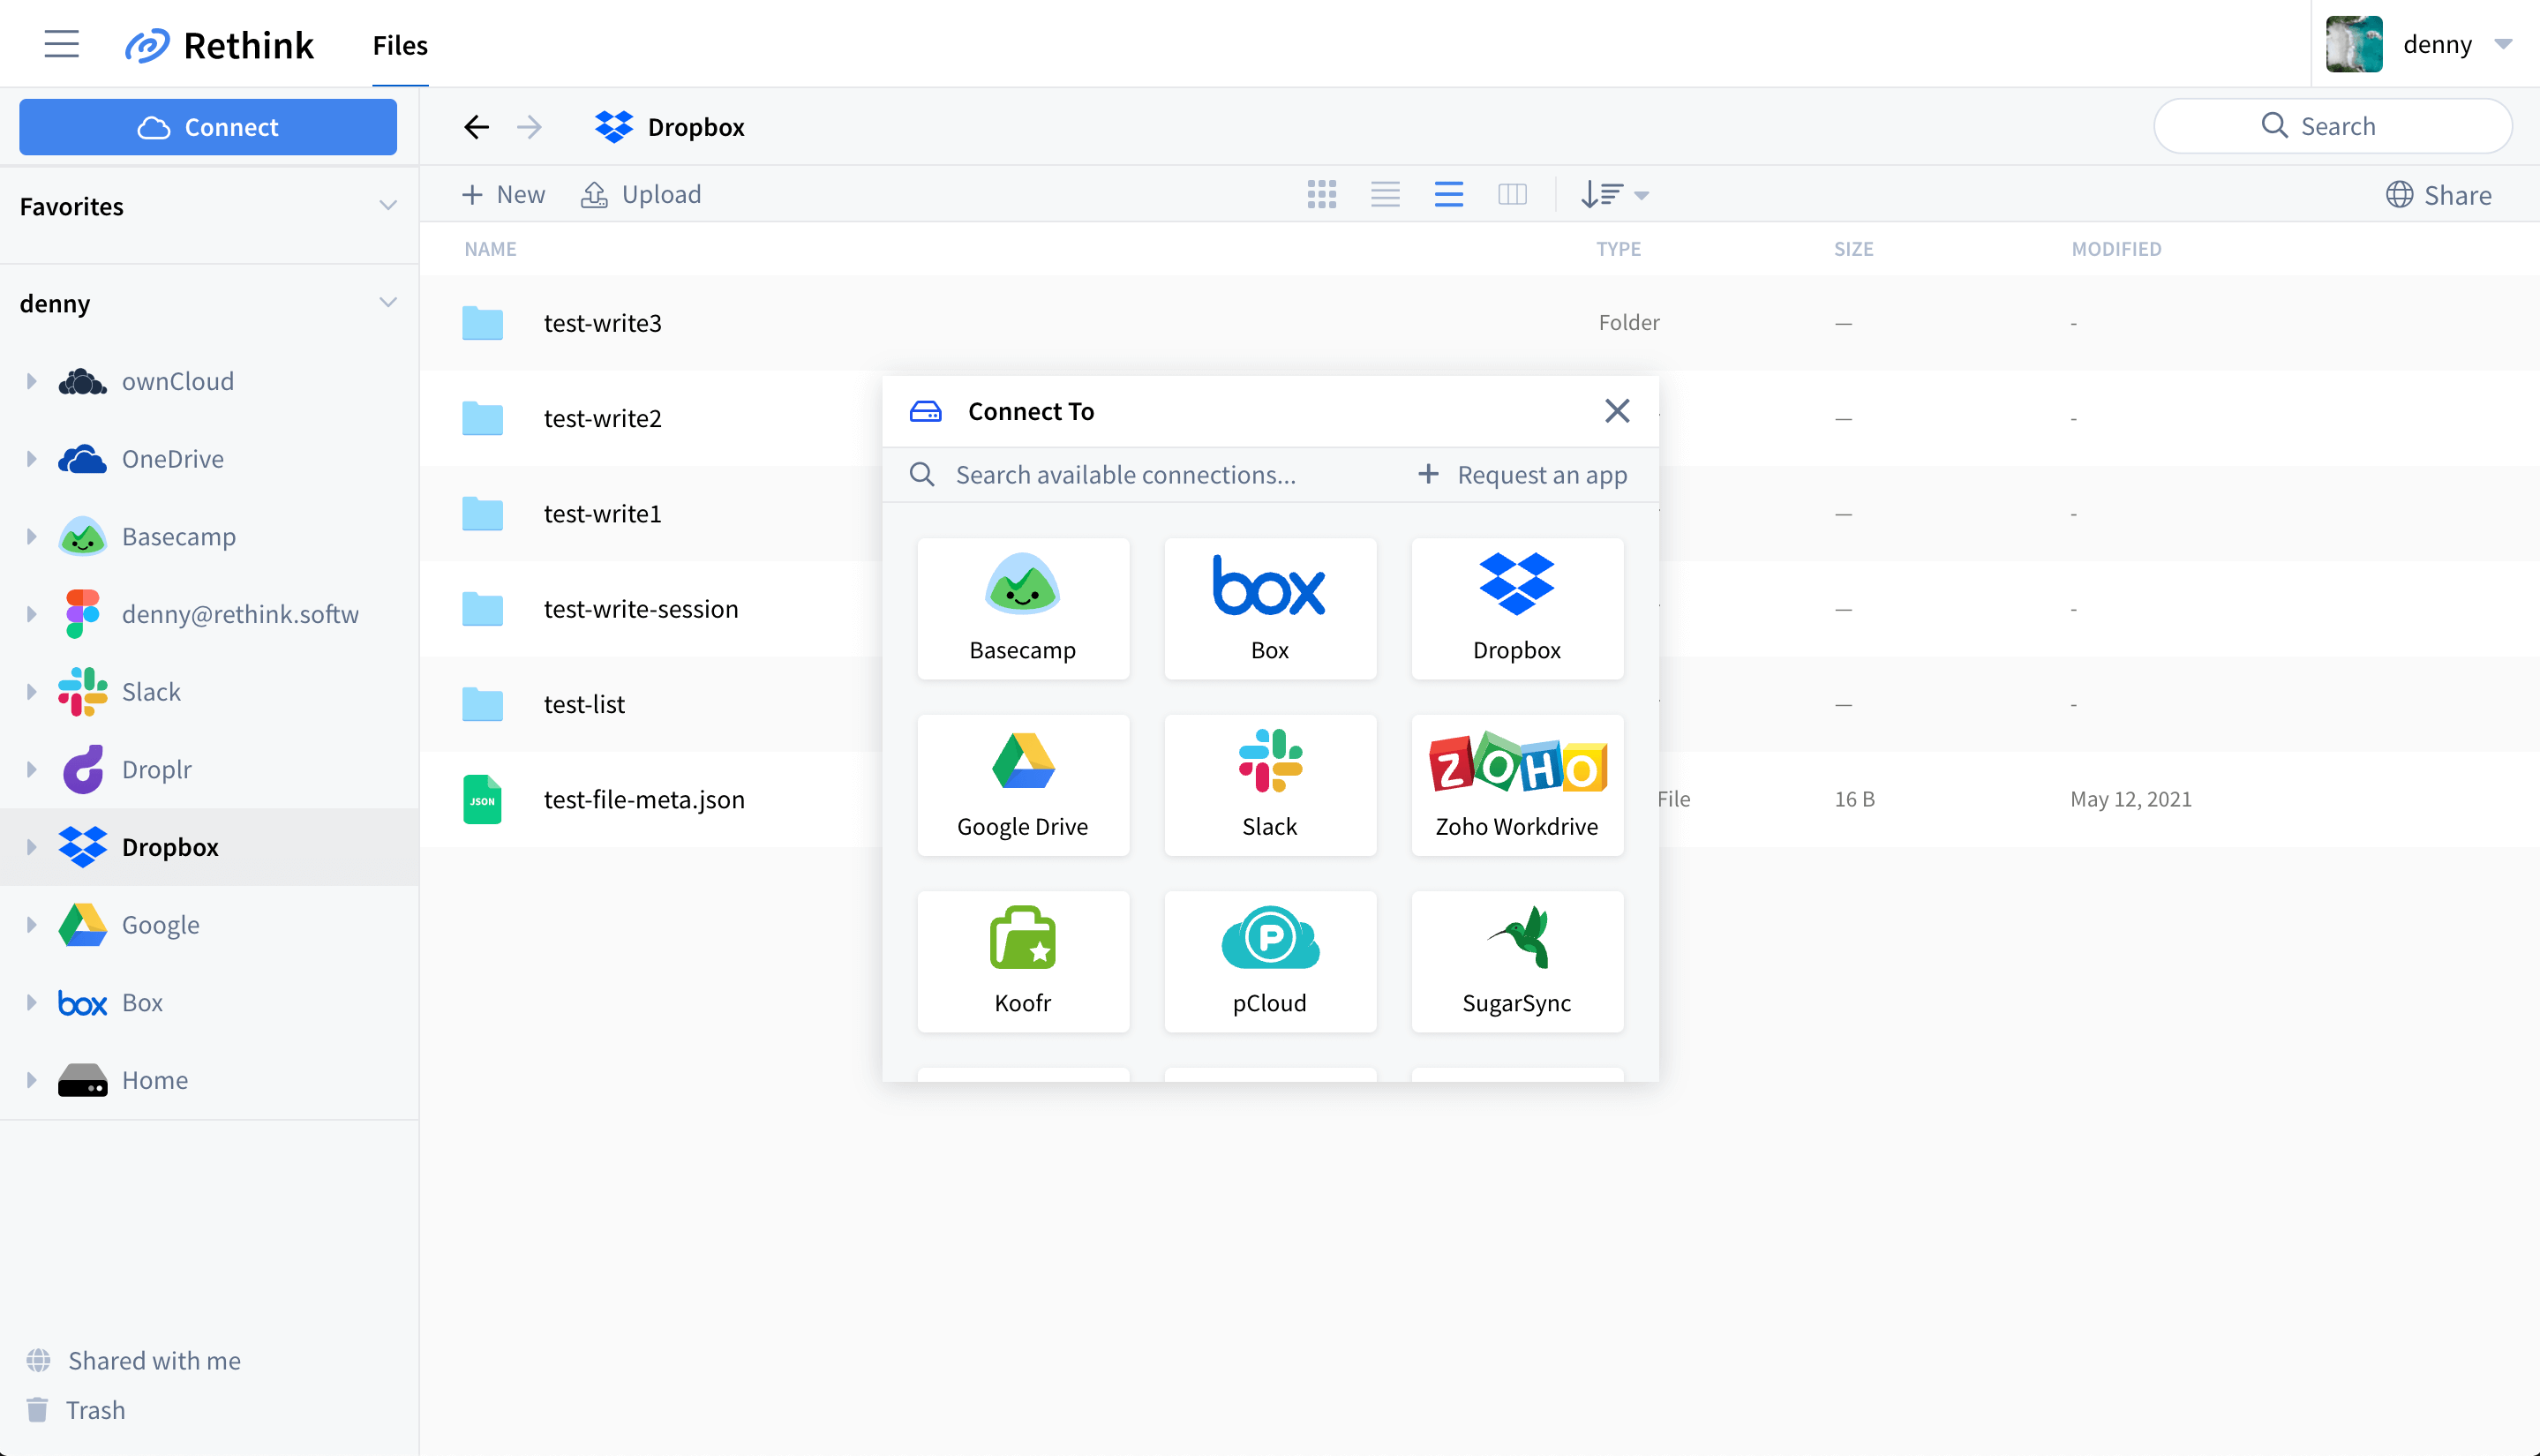 Rethink
Files
denny
Connect
Dropbox
Search
Favorites
New
Upload
Share
NAME
TYPE
SIZE
MODIFIED
denny
ownCloud
OneDrive
Basecamp
denny@rethink.softw
Slack
Droplr
Dropbox
Google
box Box
Home
Shared with me
Trash
test-write3
Folder
—
-
test-write2
—
-
test-write1
—
-
test-write-session
—
-
test-list
—
-
JSON
test-file-meta.json
File
16 B
May 12, 2021
Connect To
Search available connections...
Request an app
Basecamp
box
Box
Dropbox
Google Drive
Slack
ZOHO
Zoho Workdrive
Koofr
P
pCloud
SugarSync